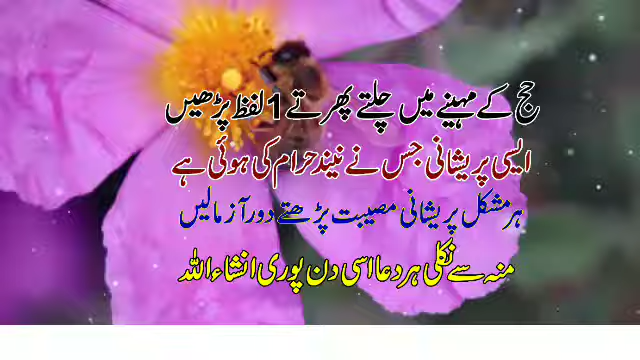 حج کے مہینے میں چلتے پھرتے 1 لفظ پڑھیں
ایسی پریشانی جس نے نیند حرام کی ہوئی ہے
ہر مشکل پریشانی مصیبت پڑھتے دور آزمالیں
منہ سے نکلی ہر دعا اسی دن پوری انشاءاللہ